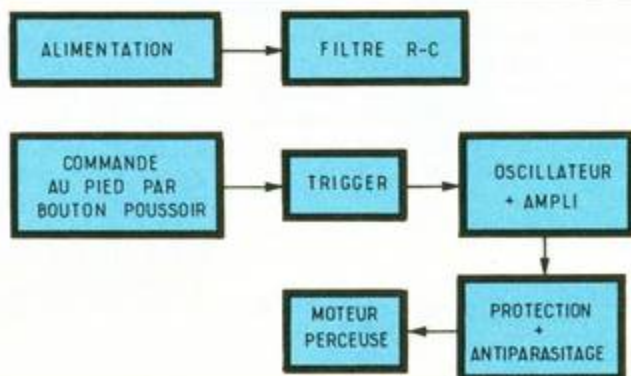 ALIMENTATION
FILTRE R-C
COMMANDE
AU PIED PAR
BOUTON POUSSOIR
TRIGGER
OSCILLATEUR
+ AMPLI
MOTEUR
PERCEUSE
PROTECTION
+
ANTIPARASITAGE